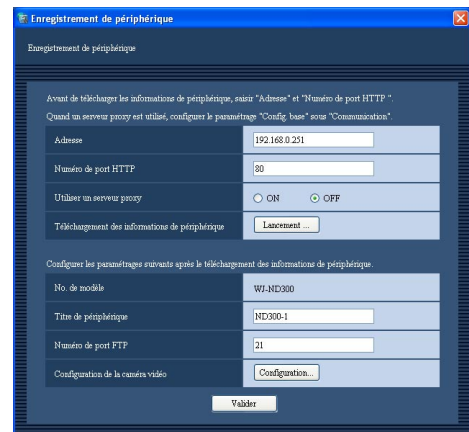 Enregistrement de périphérique
Enregistrement de périphérique
Avant de télécharger les informations de périphérique, saisir "Adresse" et "Numéro de port HTTP ".
Quand un serveur proxy est utilisé, configurer le paramétrage "Config. base" sous "Communication".
Adresse 192.168.0.251
Numéro de port HTTP 80
Utiliser un serveur proxy ON OFF
Téléchargement des informations de périphérique Lancement ...
Configurer les paramétrages suivants après le téléchargement des informations de périphérique.
No. de modèle WJ-ND300
Titre de périphérique ND300-1
Numéro de port FTP 21
Configuration de la caméra vidéo Configuration...
Valider